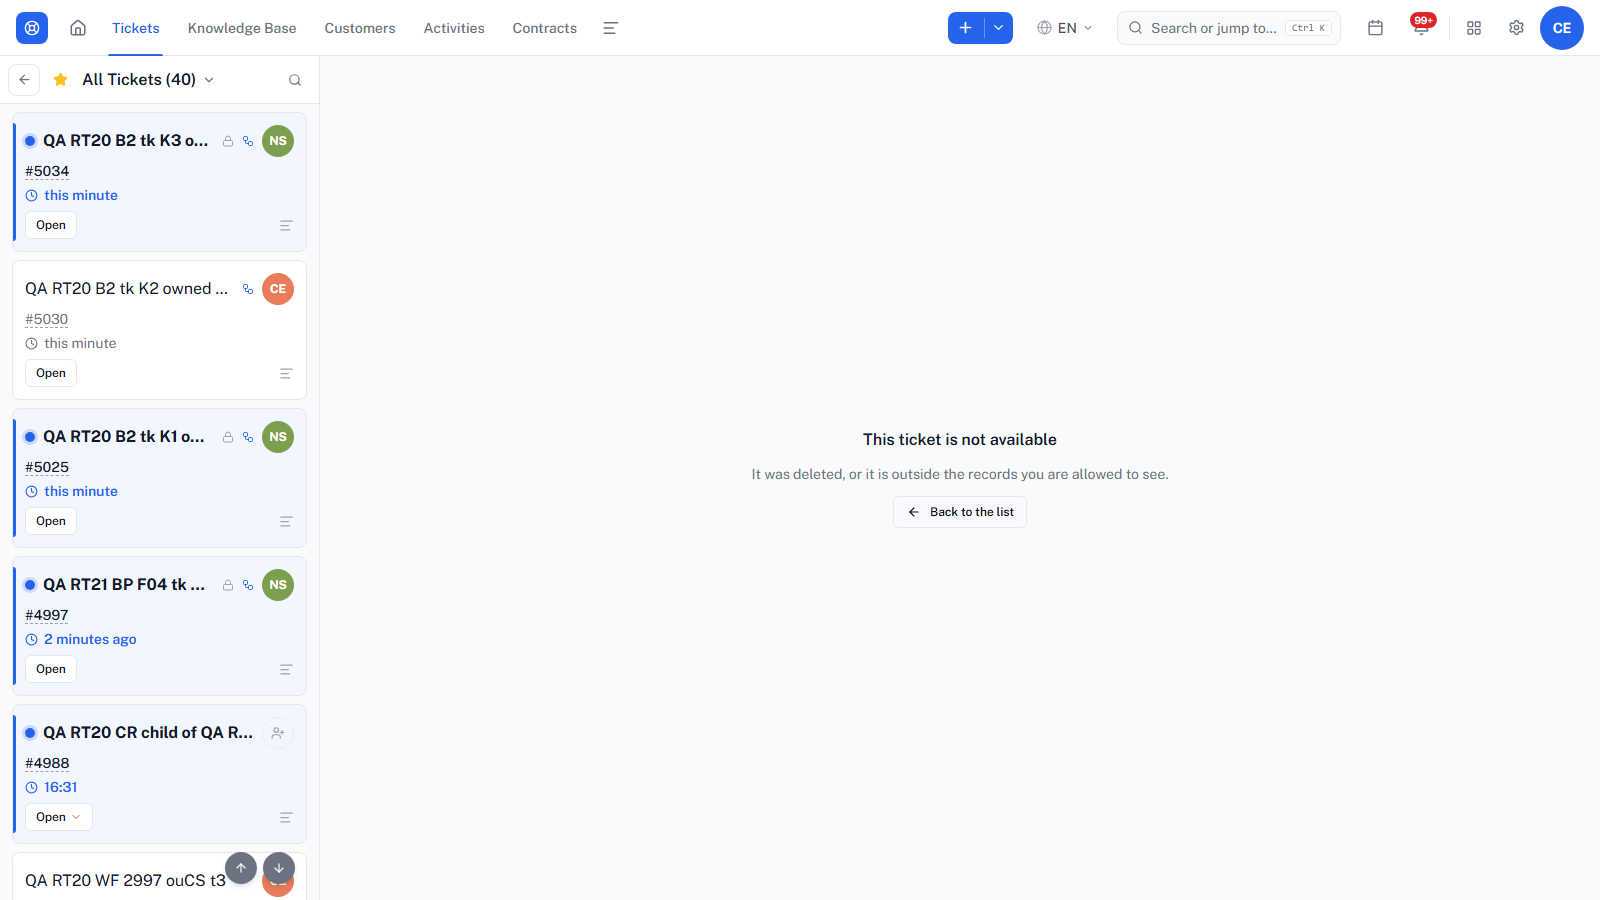 Tickets
Knowledge Base
Customers
Activities
Contracts
EN
Search or jump to...
Ctrl K
99+
CE
All Tickets (40)
QA RT20 B2 tk K3 o...
NS
#5034
this minute
Open
QA RT20 B2 tk K2 owned ...
CE
#5030
this minute
Open
QA RT20 B2 tk K1 o...
NS
#5025
this minute
Open
QA RT21 BP F04 tk ...
NS
#4997
2 minutes ago
Open
QA RT20 CR child of QA R...
#4988
16:31
Open
QA RT20 WF 2997 ouCS t3
This ticket is not available
It was deleted, or it is outside the records you are allowed to see.
Back to the list